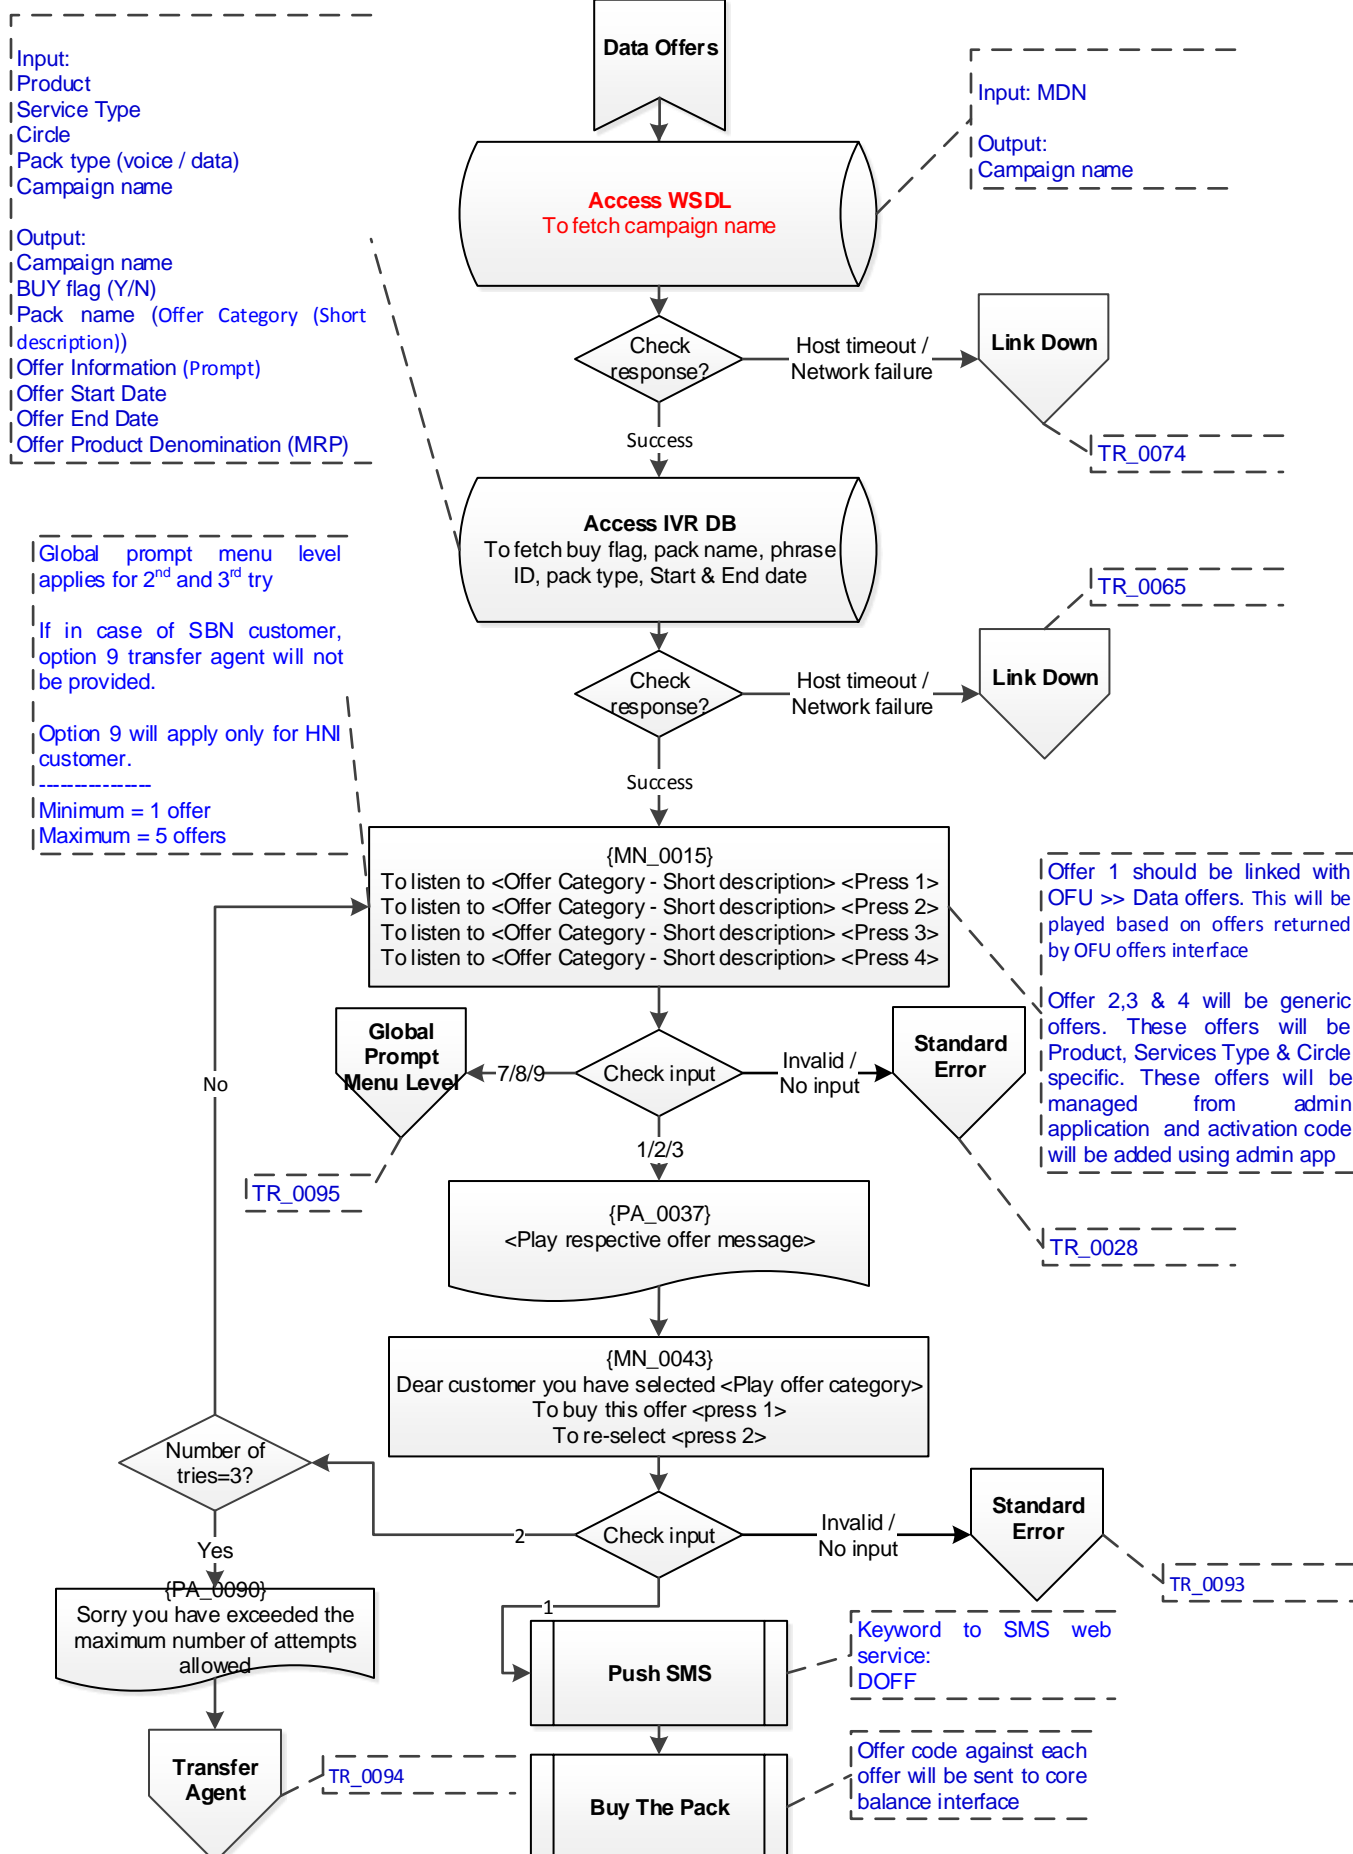 Data Offers
Input:
Product
Service Type
Circle
Pack type (voice / data)
Campaign name
Output:
Campaign name
BUY flag (Y/N)
Pack name (Offer Category (Short
description))
Offer Information (Prompt)
Offer Start Date
Offer End Date
Offer Product Denomination (MRP)
Input: MDN
Output:
Campaign name
Access WSDL
To fetch campaign name
Check
response?
Host timeout /
Network failure
Link Down
TR_0074
Success
Access IVR DB
To fetch buy flag, pack name, phrase
ID, pack type, Start & End date
Global prompt menu level
applies for 2nd and 3rd try
If in case of SBN customer,
option 9 transfer agent will not
be provided.
Option 9 will apply only for HNI
customer.
----------------
Minimum = 1 offer
Maximum = 5 offers
TR_0065
Check
response?
Host timeout /
Network failure
Link Down
Success
{MN_0015}
To listen to <Offer Category - Short description> <Press 1>
To listen to <Offer Category - Short description> <Press 2>
To listen to <Offer Category - Short description> <Press 3>
To listen to <Offer Category - Short description> <Press 4>
Offer 1 should be linked with
OFU >> Data offers. This will be
played based on offers returned
by OFU offers interface
Offer 2,3 & 4 will be generic
offers. These offers will be
Product, Services Type & Circle
specific. These offers will be
managed from admin
application and activation code
will be added using admin app
Global
Prompt
Menu Level
7/8/9
Check input
Invalid /
No input
Standard
Error
No
1/2/3
TR_0095
TR_0028
{PA_0037}
<Play respective offer message>
{MN_0043}
Dear customer you have selected <Play offer category>
To buy this offer <press 1>
To re-select <press 2>
Number of
tries=3?
2
Check input
Invalid /
No input
Standard
Error
TR_0093
Yes
1
{PA_0090}
Sorry you have exceeded the
maximum number of attempts
allowed
Push SMS
Keyword to SMS web
service:
DOFF
Transfer
Agent
TR_0094
Buy The Pack
Offer code against each
offer will be sent to core
balance interface